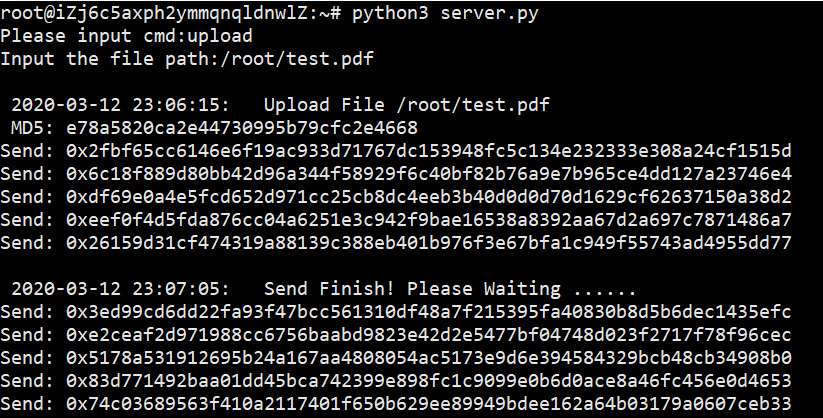 root@iZj6c5axph2ymmqnqldnwlZ:~# python3 server.py
Please input cmd:upload
Input the file path:/root/test.pdf
2020-03-12 23:06:15:   Upload File /root/test.pdf
MD5: e78a5820ca2e44730995b79cfc2e4668
Send: 0x2fbf65cc6146e6f19ac933d71767dc153948fc5c134e232333e308a24cf1515d
Send: 0x6c18f889d80bb42d96a344f58929f6c40bf82b76a9e7b965ce4dd127a23746e4
Send: 0xdf69e0a4e5fcd652d971cc25cb8dc4eeb3b40d0d0d70d1629cf62637150a38d2
Send: 0xeef0f4d5fda876cc04a6251e3c942f9bae16538a8392aa67d2a697c7871486a7
Send: 0x26159d31cf474319a88139c388eb401b976f3e67bfa1c949f55743ad4955dd77
2020-03-12 23:07:05:   Send Finish! Please Waiting ......
Send: 0x3ed99cd6dd22fa93f47bcc561310df48a7f215395fa40830b8d5b6dec1435efc
Send: 0xe2ceaf2d971988cc6756baabd9823e42d2e5477bf04748d023f2717f78f96cec
Send: 0x5178a531912695b24a167aa4808054ac5173e9d6e394584329bcb48cb34908b0
Send: 0x83d771492baa01dd45bca742399e898fc1c9099e0b6d0ace8a46fc456e0d4653
Send: 0x74c03689563f410a2117401f650b629ee89949bdee162a64b03179a0607ceb33